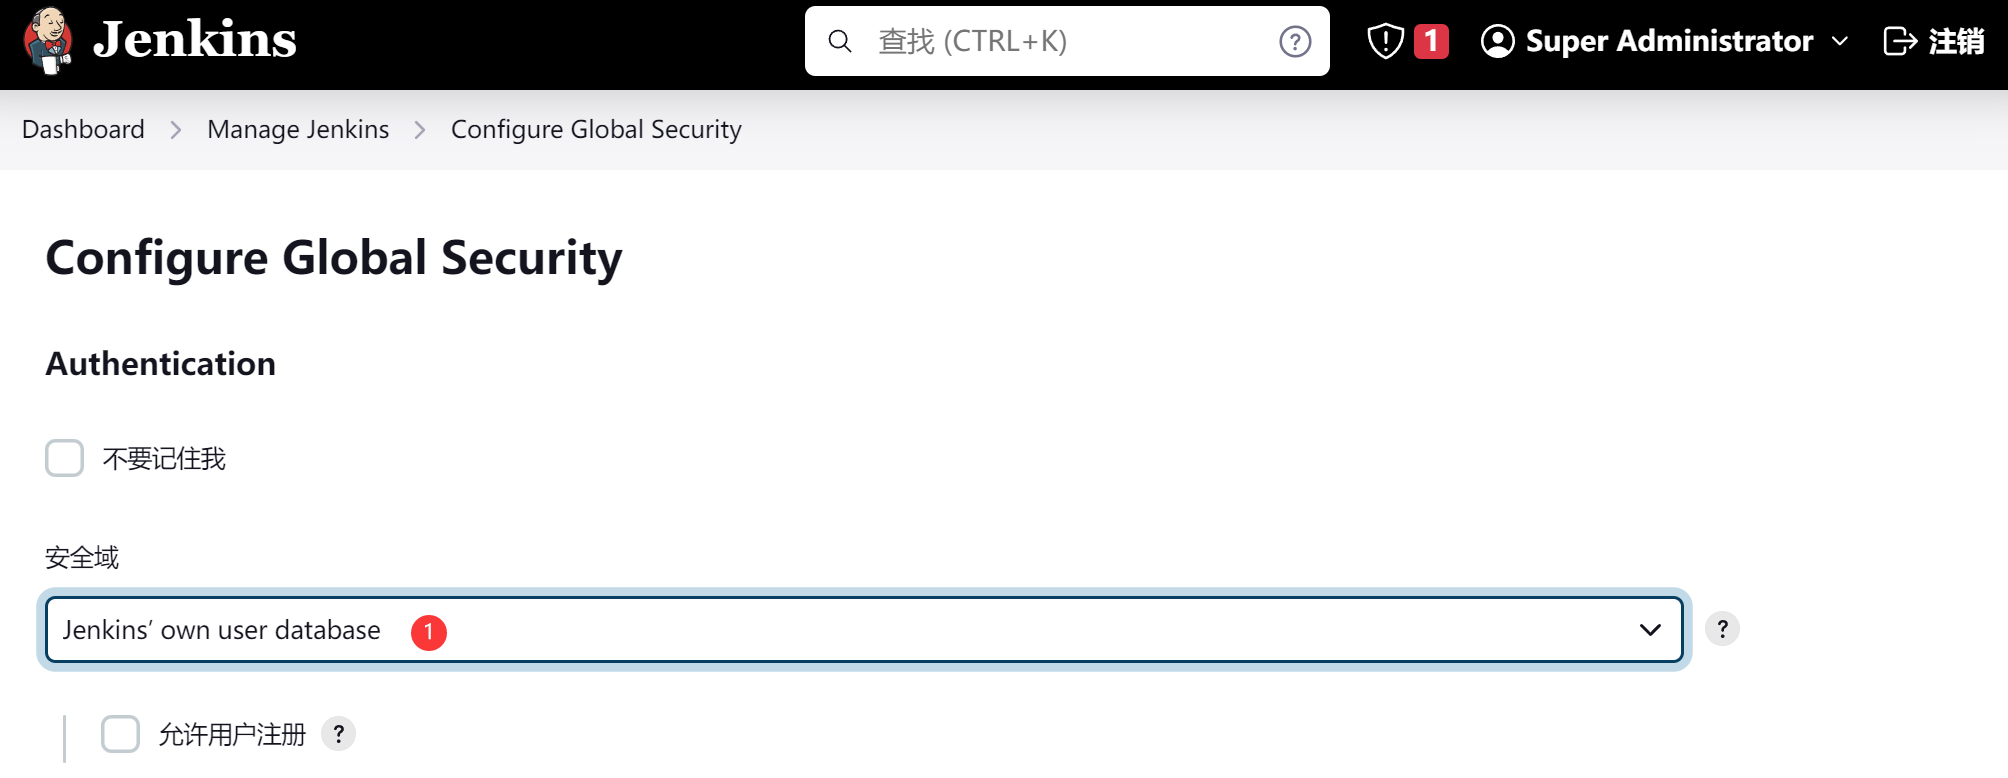 Jenkins 查找 (CTRL+K) ? 1 Super Administrator 注销
Dashboard Manage Jenkins Configure Global Security
Configure Global Security
Authentication
不要记住我
安全域
Jenkins’ own user database 1 ?
允许用户注册 ?